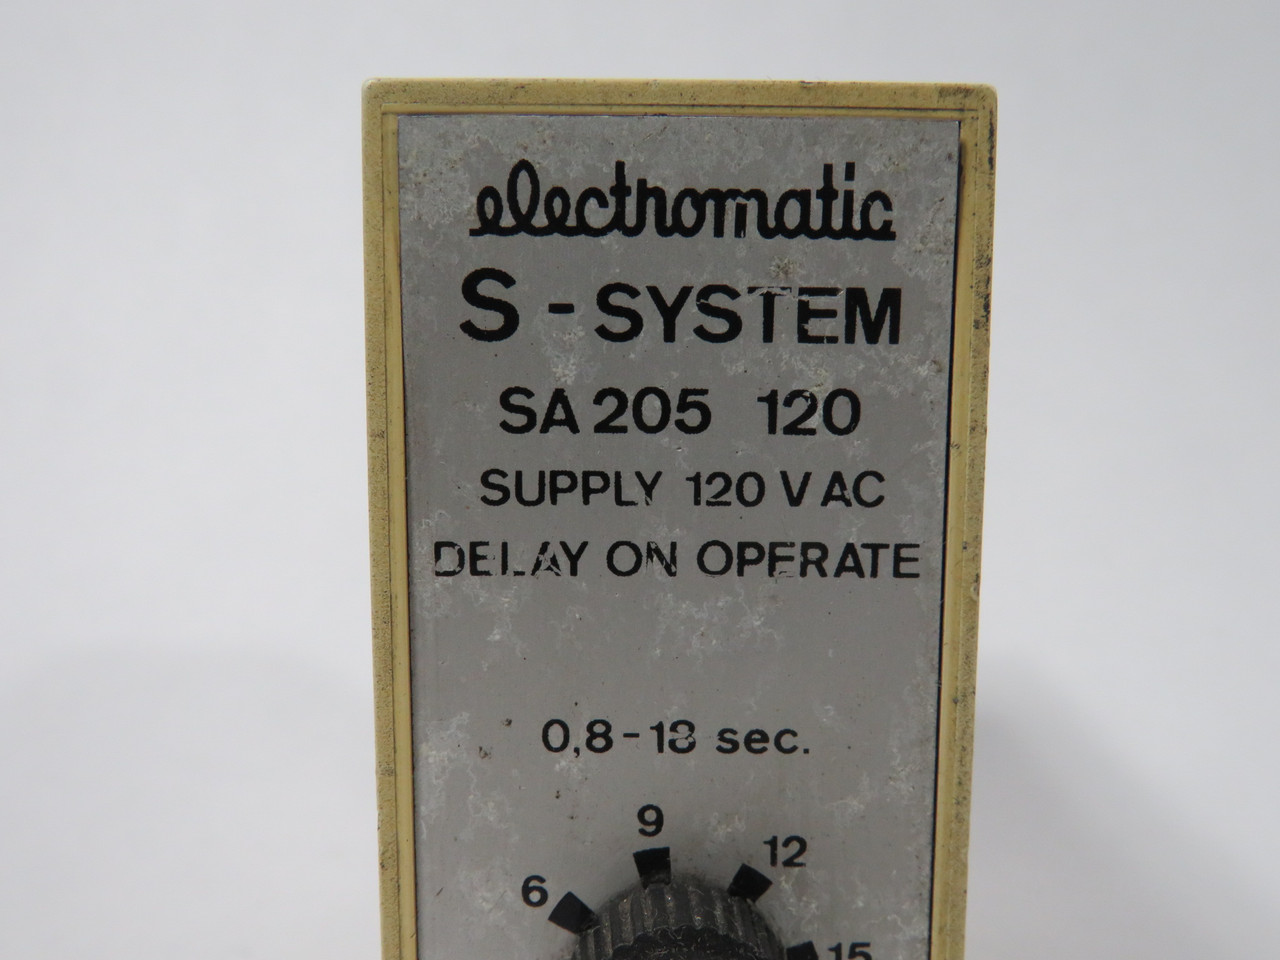 electromatic
S - SYSTEM
SA 205 120
SUPPLY 120 V AC
DELAY ON OPERATE
0,8 - 18 sec.
9
12
6
15